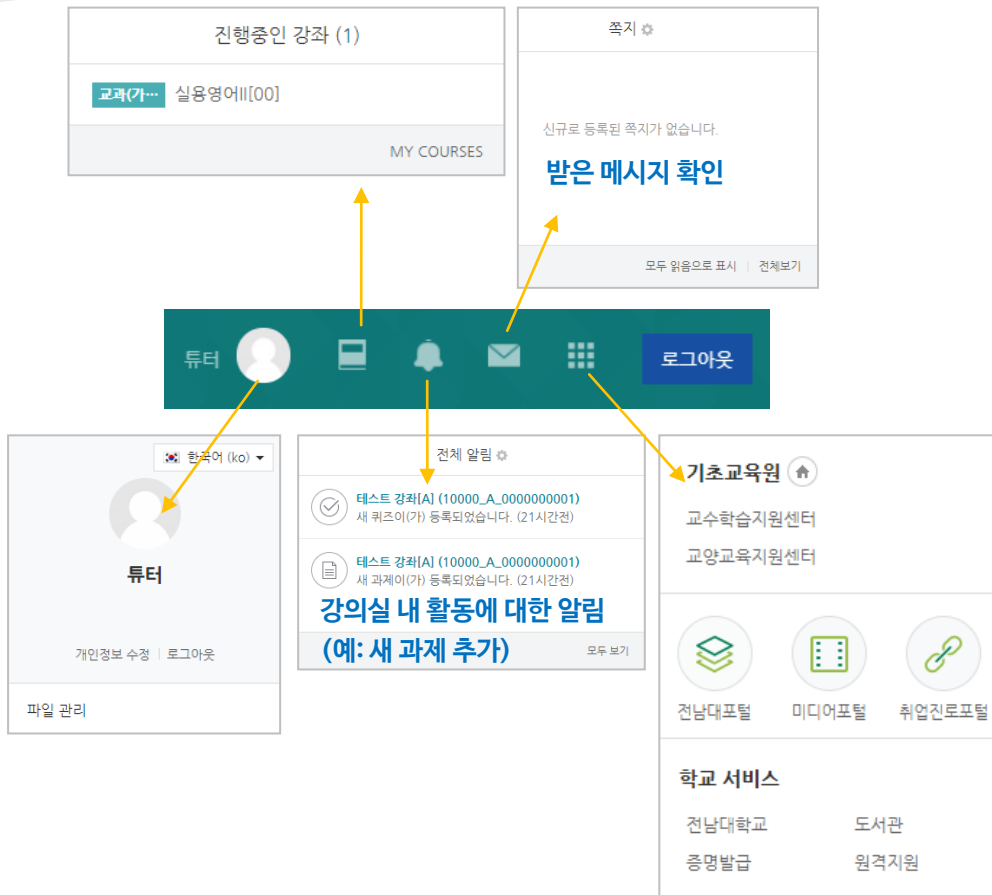 진행중인 강좌 (1)
교과(가… 실용영어II[00]
MY COURSES
쪽지
신규로 등록된 쪽지가 없습니다.
받은 메시지 확인
모두 읽음으로 표시 | 전체보기
튜터
로그아웃
한국어 (ko)
튜터
개인정보 수정 | 로그아웃
파일 관리
전체 알림
테스트 강좌[A] (10000_A_0000000001)
새 퀴즈이(가) 등록되었습니다. (21시간전)
테스트 강좌[A] (10000_A_0000000001)
새 과제이(가) 등록되었습니다. (21시간전)
강의실 내 활동에 대한 알림
(예: 새 과제 추가)
모두 보기
기초교육원
교수학습지원센터
교양교육지원센터
전남대포털 미디어포털 취업진로포털
학교 서비스
전남대학교 도서관
증명발급 원격지원